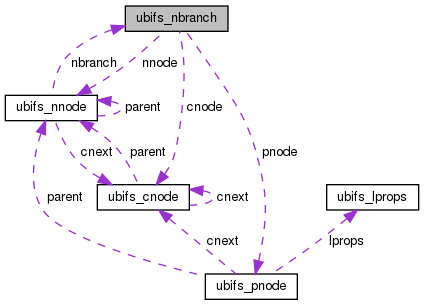 ubifs_nbranch
nbranch
nnode
ubifs_nnode
parent
cnode
cnext
parent
pnode
ubifs_cnode
cnext
ubifs_lprops
parent
cnext
lprops
ubifs_pnode